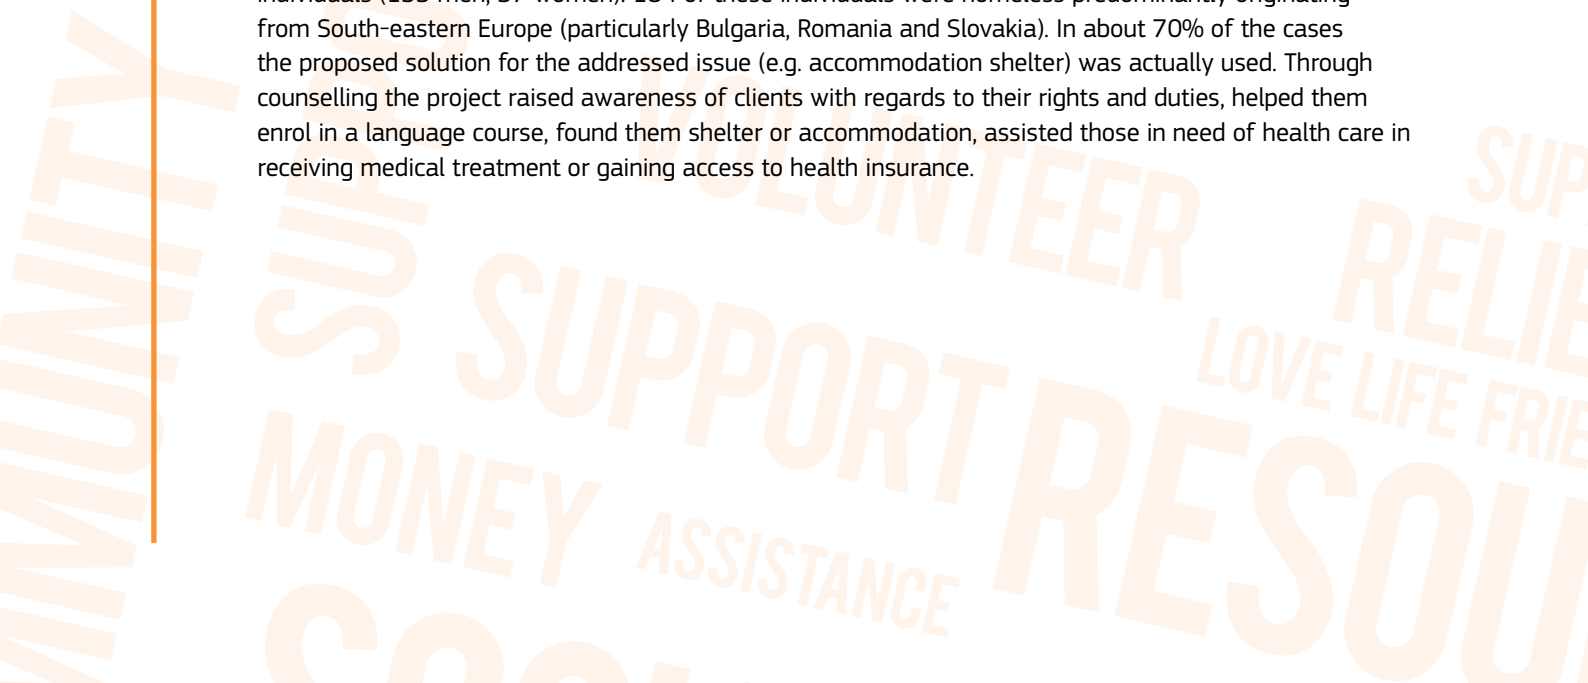 from South-eastern Europe (particularly Bulgaria, Romania and Slovakia). In about 70% of the cases
the proposed solution for the addressed issue (e.g. accommodation shelter) was actually used. Through
counselling the project raised awareness of clients with regards to their rights and duties, helped them
enrol in a language course, found them shelter or accommodation, assisted those in need of health care in
receiving medical treatment or gaining access to health insurance.
VOLUNTEER
SUPPORT
LOVE LIFE
MONEY
ASSISTANCE